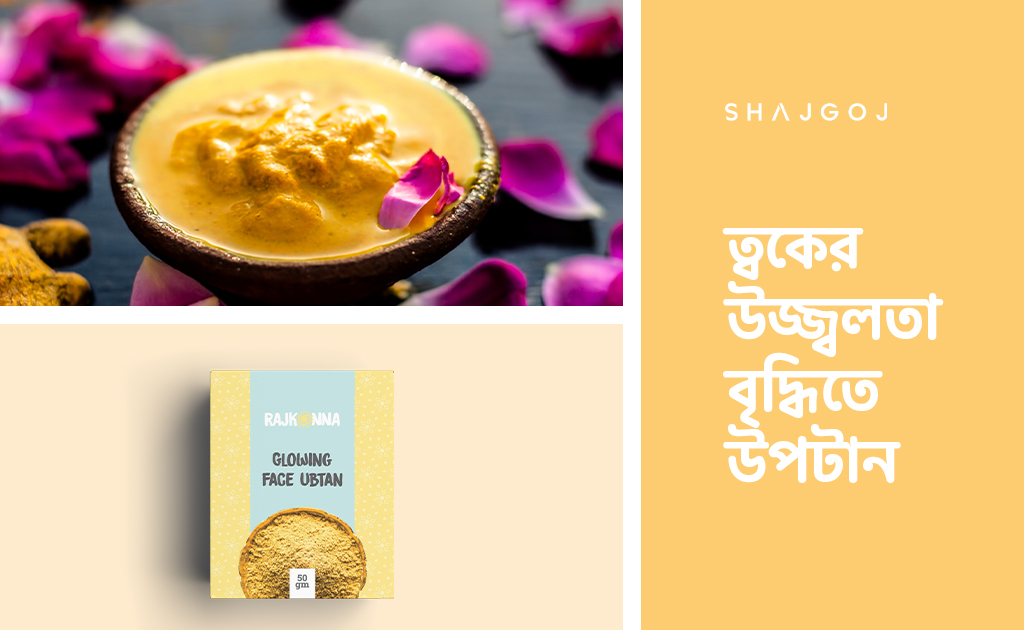 SHAJGOJ
ত্বকের
উজ্জ্বলতা
বৃদ্ধিতে
উপটান
RAJKONNA
GLOWING
FACE UBTAN
50
gm